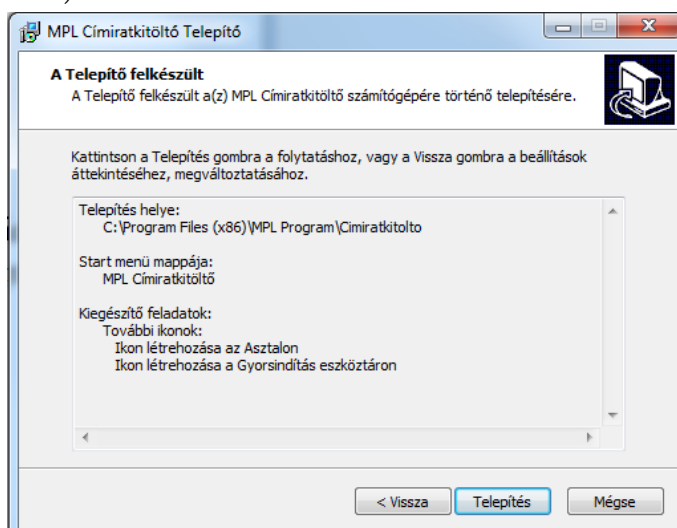 MPL Címiratkitöltő Telepítő
A Telepítő felkészült
A Telepítő felkészült a(z) MPL Címiratkitöltő számítógépére történő telepítésére.
Kattintson a Telepítés gombra a folytatáshoz, vagy a Vissza gombra a beállítások
áttekintéséhez, megváltoztatásához.
Telepítés helye:
C:\Program Files (x86)\MPL Program\Cimiratkitolto
Start menü mappája:
MPL Címiratkitöltő
Kiegészítő feladatok:
További ikonok:
Ikon létrehozása az Asztalon
Ikon létrehozása a Gyorsindítás eszköztáron
< Vissza
Telepítés
Mégse